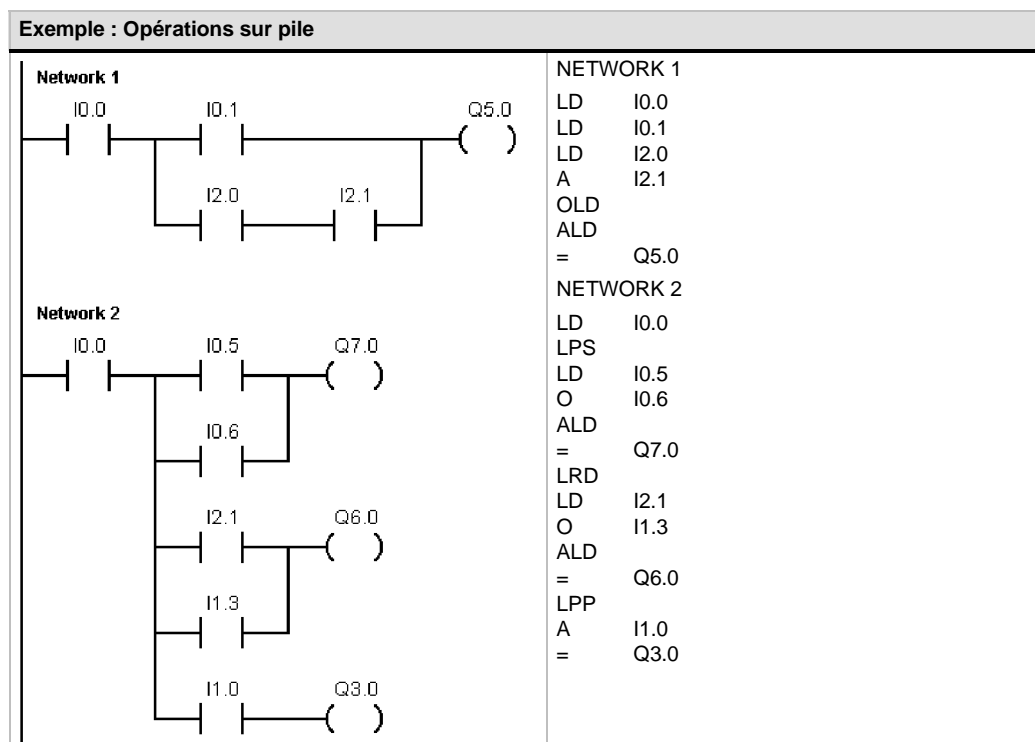 Exemple : Opérations sur pile
Network 1
I0.0 I0.1 Q5.0
I2.0 I2.1
Network 2
I0.0 I0.5 Q7.0
I0.6
I2.1 Q6.0
I1.3
I1.0 Q3.0
NETWORK 1
LD I0.0
LD I0.1
LD I2.0
A I2.1
OLD
ALD
= Q5.0
NETWORK 2
LD I0.0
LPS
LD I0.5
O I0.6
ALD
= Q7.0
LRD
LD I2.1
O I1.3
ALD
= Q6.0
LPP
A I1.0
= Q3.0